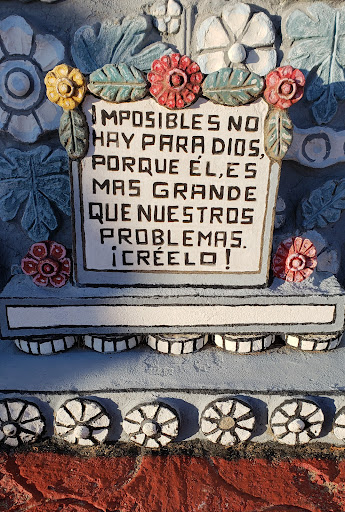 IMPOSIBLES NO
HAY PARA DIOS,
PORQUE ÉL, ES
MAS GRANDE
QUE NUESTROS
PROBLEMAS.
¡CRÉELO!